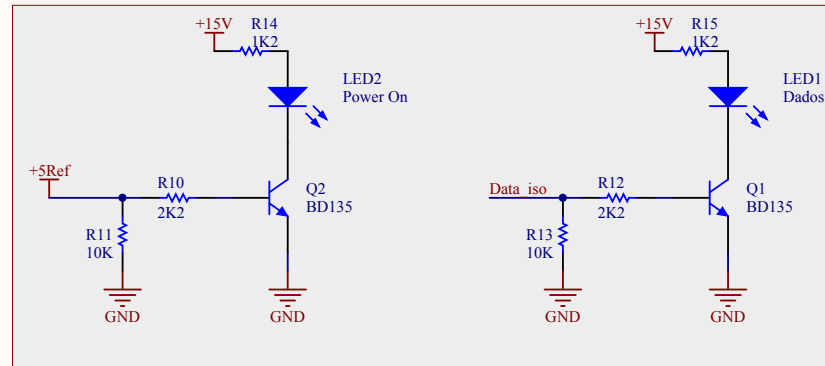 +15V
R14
1K2
LED2
Power On
+5Ref
R10
2K2
Q2
BD135
R11
10K
GND
GND
+15V
R15
1K2
LED1
Dados
Data_iso
R12
2K2
Q1
BD135
R13
10K
GND
GND